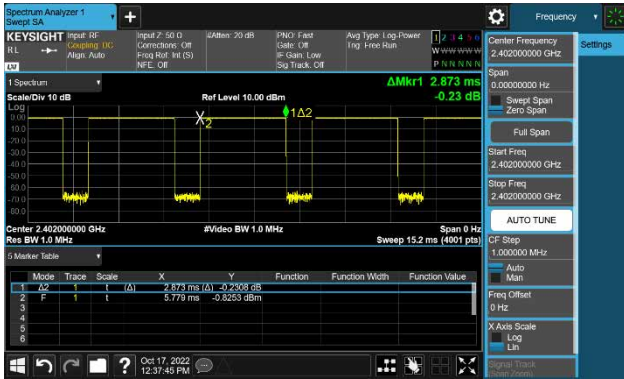 Spectrum Analyzer 1
Swept SA
+
Frequency
KEYSIGHT
Input: RF
Input Z: 50 Ω
#Atten: 20 dB
PNO: Fast
Avg Type: Log-Power
1 2 3 4 5 6
RL
Coupling: DC
Corrections: Off
Gate: Off
Trig: Free Run
Align: Auto
Freq Ref: Int (S)
IF Gain: Low
W W W W W W
NFE: Off
Sig Track: Off
P N N N N N
LXI
1 Spectrum
ΔMkr1 2.873 ms
Scale/Div 10 dB
Ref Level 10.00 dBm
-0.23 dB
Log
0.00
-10.0
-20.0
-30.0
-40.0
-50.0
-60.0
-70.0
-80.0
X2
1Δ2
Center 2.402000000 GHz
#Video BW 1.0 MHz
Span 0 Hz
Res BW 1.0 MHz
Sweep 15.2 ms (4001 pts)
5 Marker Table
Mode Trace Scale X Y Function Function Width Function Value
1 Δ2 1 t (Δ) 2.873 ms (Δ) -0.2308 dB
2 F 1 t 5.779 ms -0.8253 dBm
3
4
5
6
Oct 17, 2022
12:37:45 PM
?
Center Frequency
2.402000000 GHz
Settings
Span
0.00000000 Hz
Swept Span
Zero Span
Full Span
Start Freq
2.402000000 GHz
Stop Freq
2.402000000 GHz
AUTO TUNE
CF Step
1.000000 MHz
Auto
Man
Freq Offset
0 Hz
X Axis Scale
Log
Lin
Signal Track
(Span Zoom)